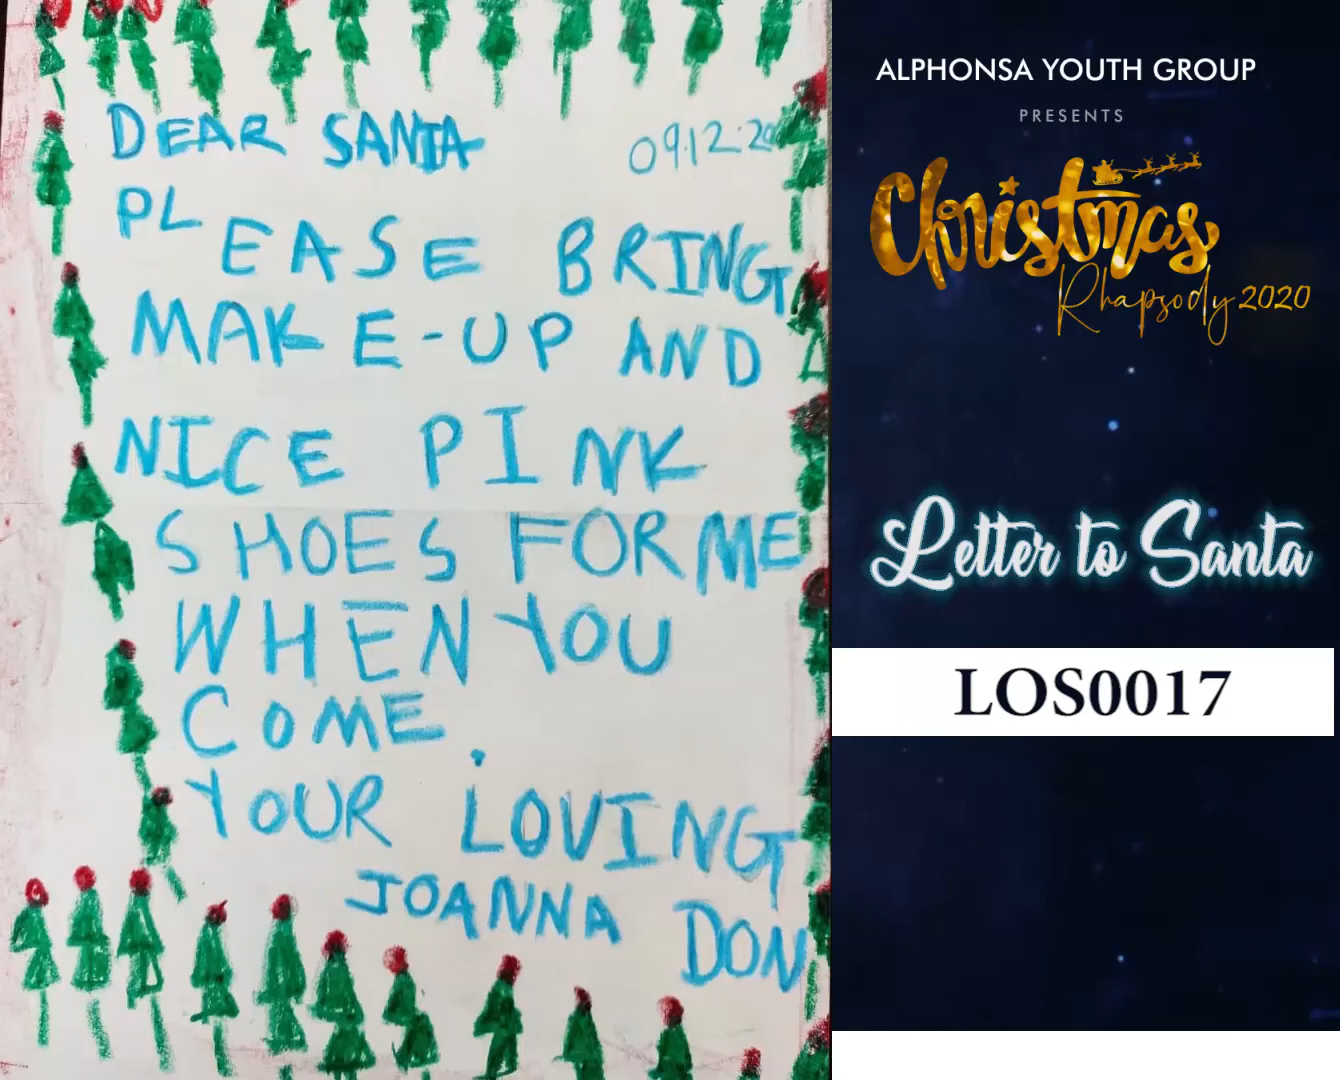 DEAR SANTA 09.12.20
PLEASE BRING
MAKE-UP AND
NICE PINK
SHOES FOR ME
WHEN YOU
COME.
YOUR LOVING
JOANNA DON
ALPHONSA YOUTH GROUP
PRESENTS
Christmas
Rhapsody 2020
Letter to Santa
LOS0017